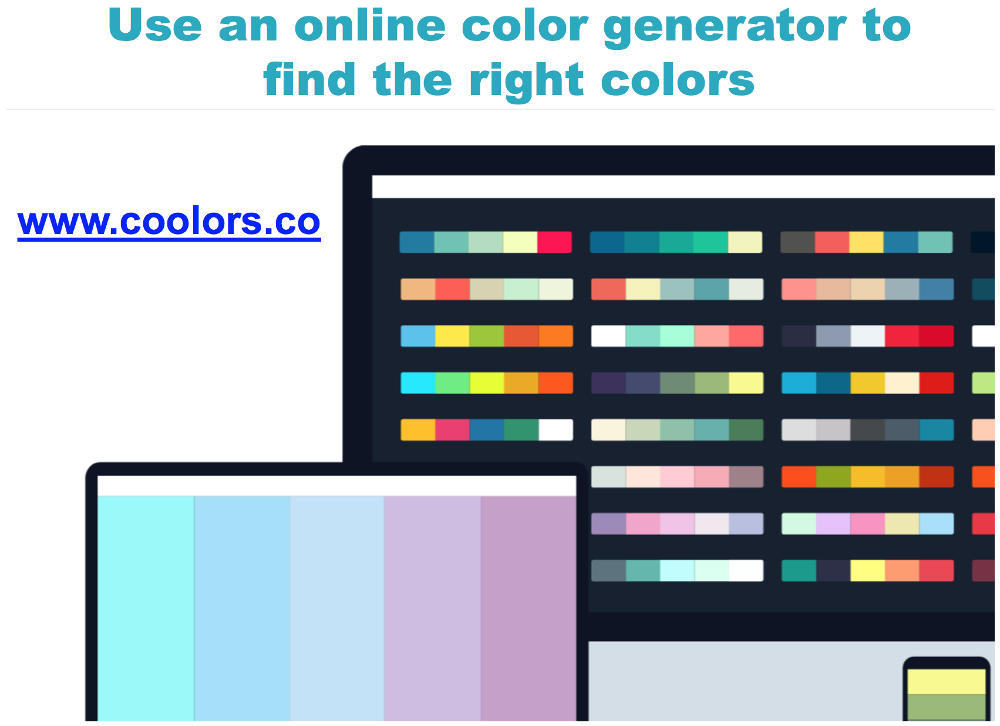 Use an online color generator to
find the right colors
www.coolors.co